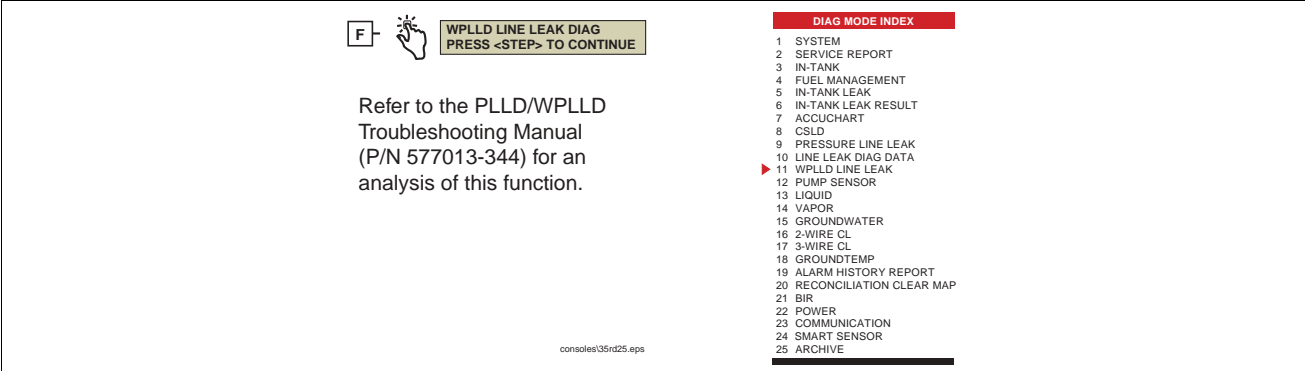 F
WPLLD LINE LEAK DIAG
PRESS <STEP> TO CONTINUE
Refer to the PLLD/WPLLD
Troubleshooting Manual
(P/N 577013-344) for an
analysis of this function.
consoles\35rd25.eps
DIAG MODE INDEX
1 SYSTEM
2 SERVICE REPORT
3 IN-TANK
4 FUEL MANAGEMENT
5 IN-TANK LEAK
6 IN-TANK LEAK RESULT
7 ACCUCHART
8 CSLD
9 PRESSURE LINE LEAK
10 LINE LEAK DIAG DATA
11 WPLLD LINE LEAK
12 PUMP SENSOR
13 LIQUID
14 VAPOR
15 GROUNDWATER
16 2-WIRE CL
17 3-WIRE CL
18 GROUNDTEMP
19 ALARM HISTORY REPORT
20 RECONCILIATION CLEAR MAP
21 BIR
22 POWER
23 COMMUNICATION
24 SMART SENSOR
25 ARCHIVE